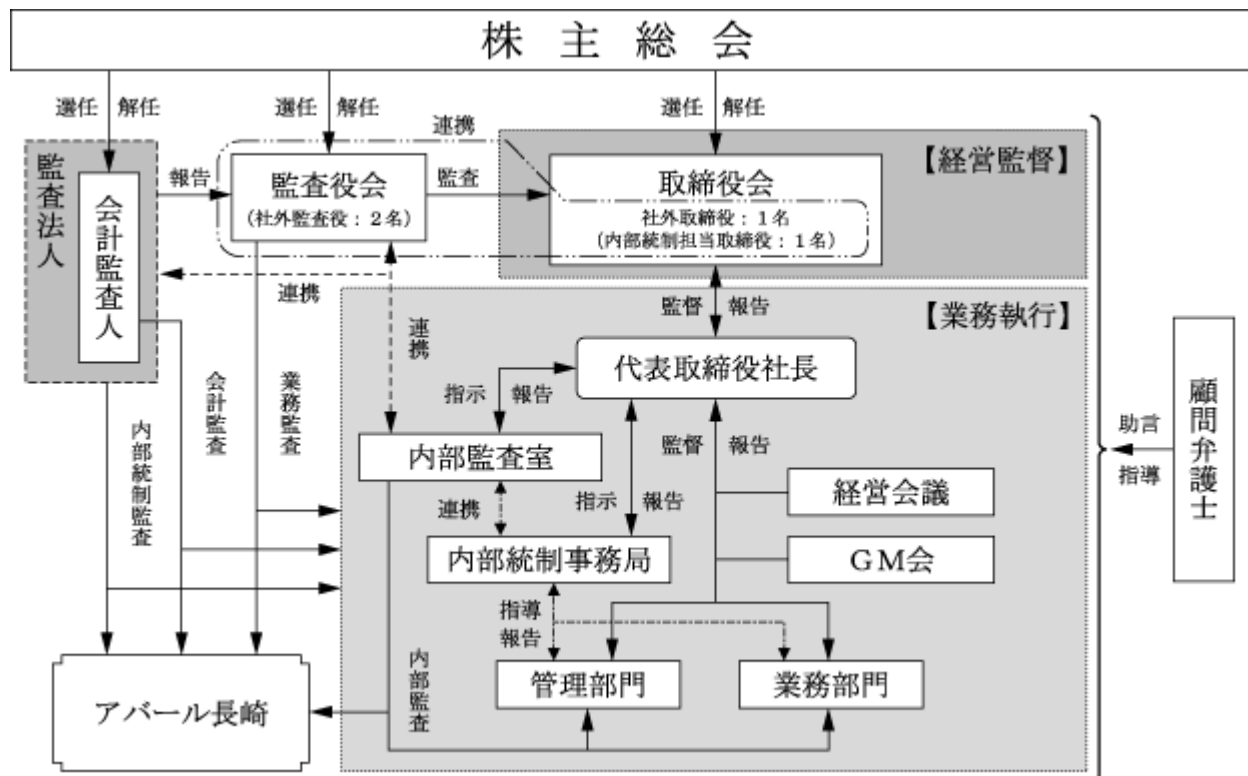 株主総会
選任 解任
選任 解任
選任 解任
連携
【経営監督】
監査法人
会計監査人
報告
監査役会
(社外監査役：2名)
監査
取締役会
社外取締役：1名
(内部統制担当取締役：1名)
連携
連携
監督 報告
【業務執行】
代表取締役社長
指示 報告
会計監査
業務監査
内部統制監査
内部監査室
監督 報告
連携
指示 報告
経営会議
内部統制事務局
GM会
指導
報告
管理部門
業務部門
内部監査
アバール長崎
助言
指導
顧問弁護士